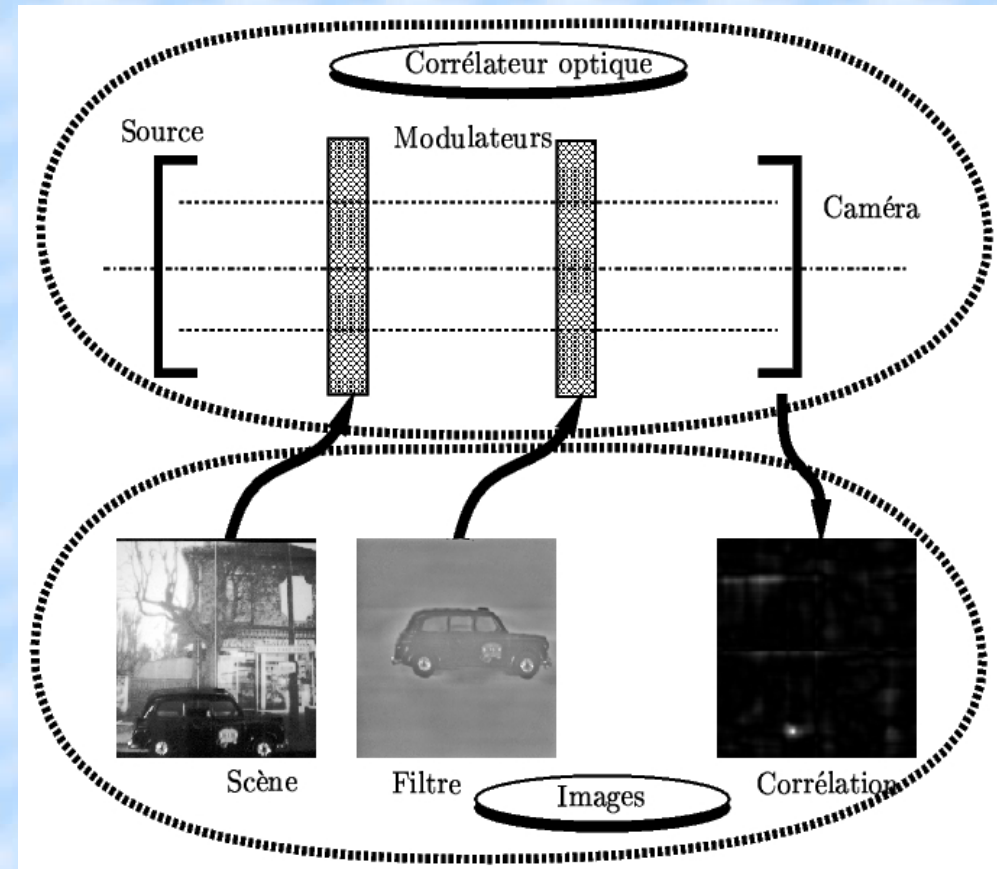 Corrélateur optique
Source
Modulateurs
Caméra
Scène
Filtre
Images
Corrélation